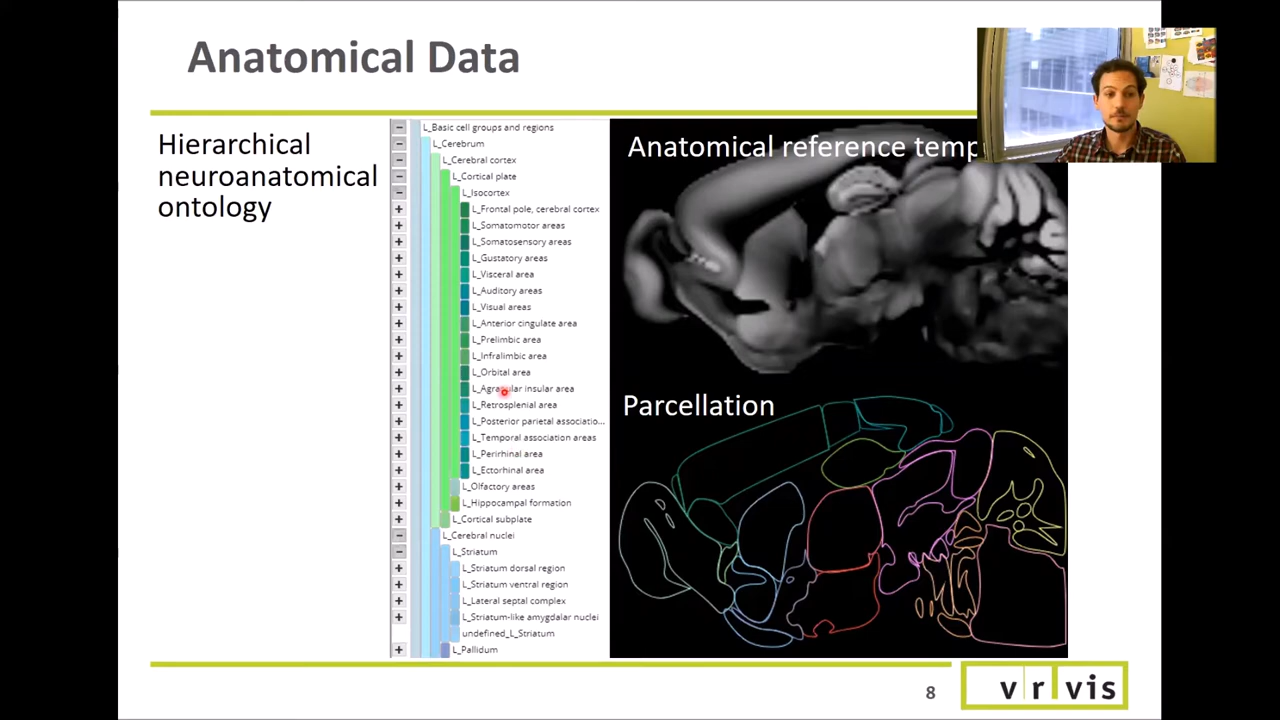 Anatomical Data
Hierarchical
neuroanatomical
ontology
L_Basic cell groups and regions
L_Cerebrum
L_Cerebral cortex
L_Cortical plate
L_Isocortex
L_Frontal pole, cerebral cortex
L_Somatomotor areas
L_Somatosensory areas
L_Gustatory areas
L_Visceral area
L_Auditory areas
L_Visual areas
L_Anterior cingulate area
L_Prelimbic area
L_Infralimbic area
L_Orbital area
L_Agranular insular area
L_Retrosplenial area
L_Posterior parietal associatio...
L_Temporal association areas
L_Perirhinal area
L_Ectorhinal area
L_Olfactory areas
L_Hippocampal formation
L_Cortical subplate
L_Cerebral nuclei
L_Striatum
L_Striatum dorsal region
L_Striatum ventral region
L_Lateral septal complex
L_Striatum-like amygdalar nuclei
undefined_L_Striatum
L_Pallidum
Anatomical reference temp
Parcellation
8
vrvis